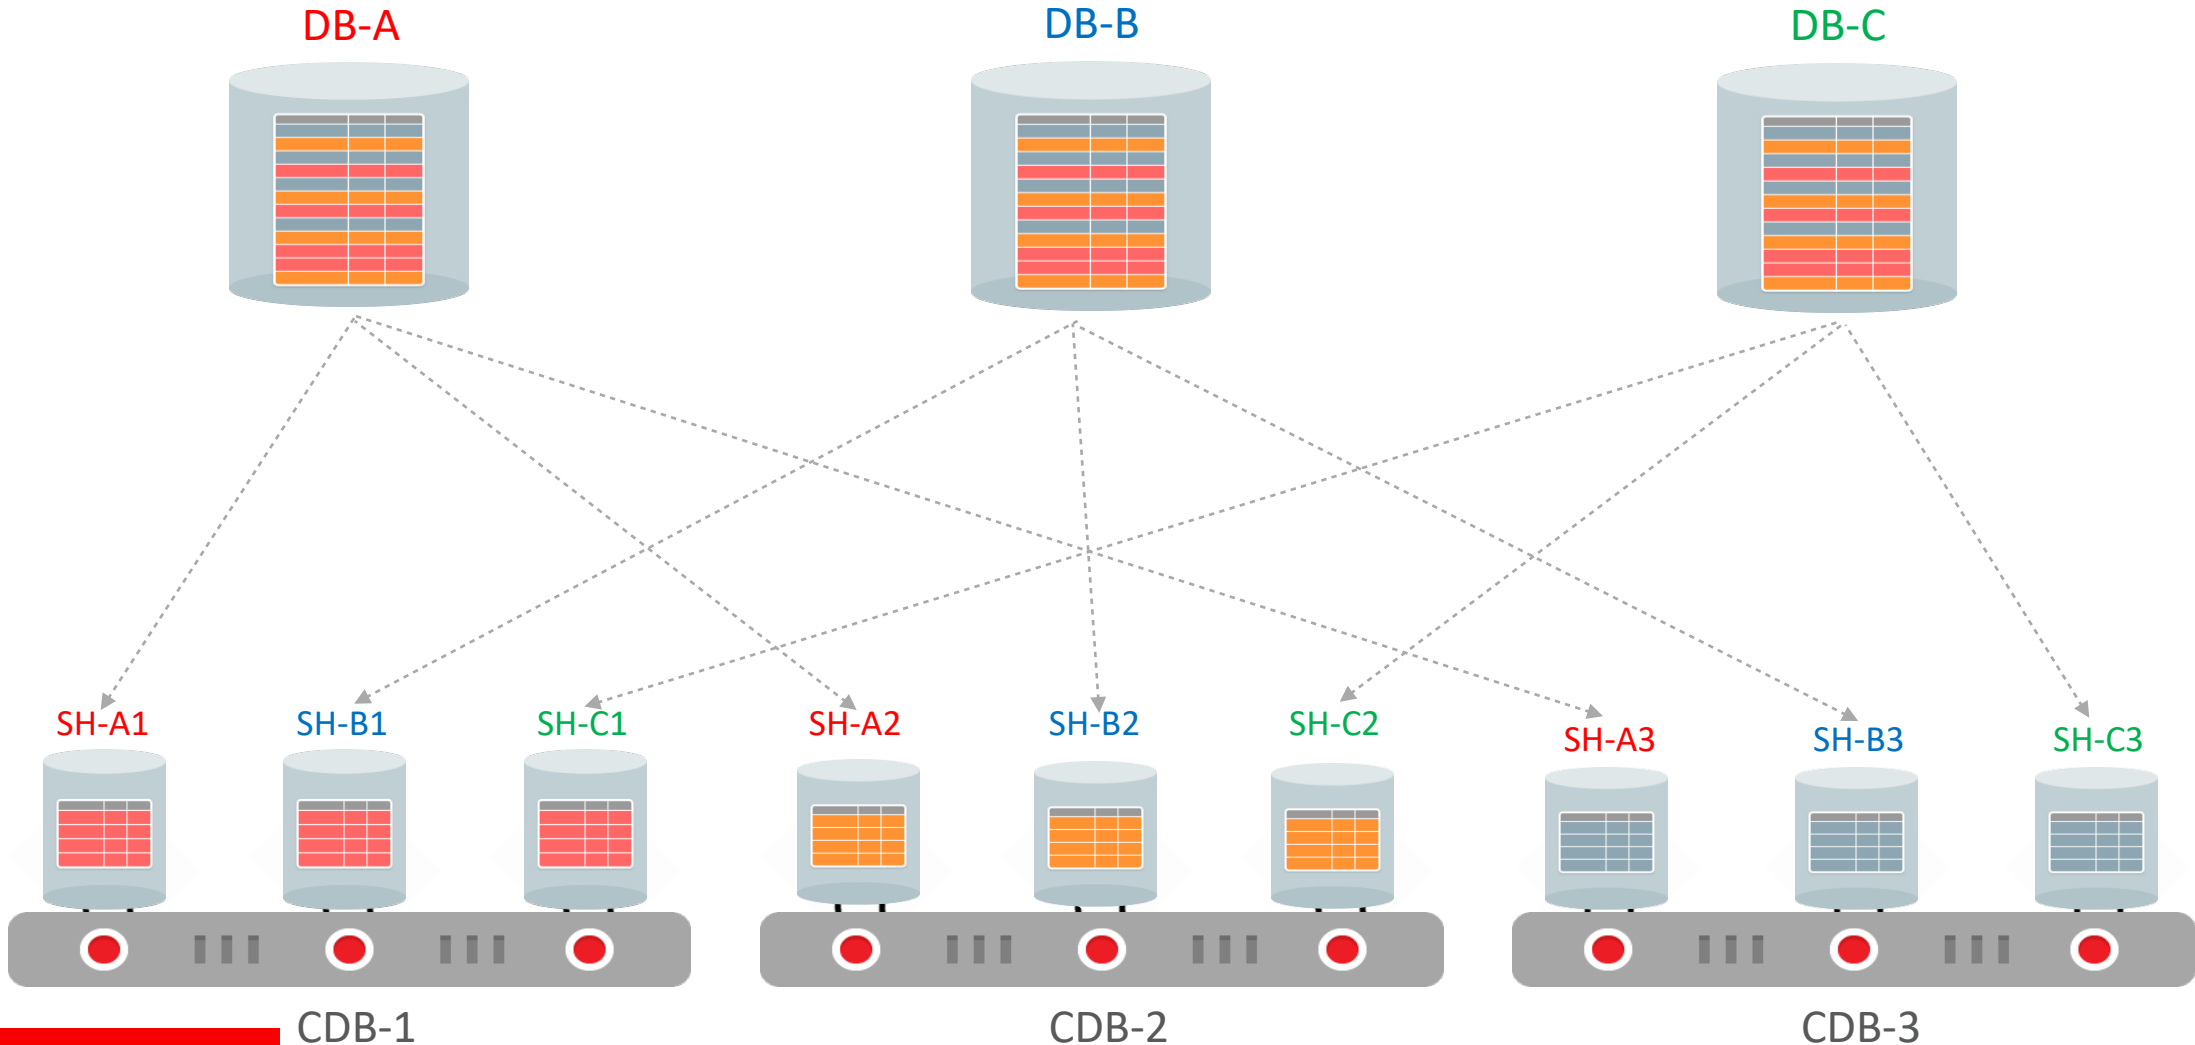 DB-A
DB-B
DB-C
SH-A1
SH-B1
SH-C1
SH-A2
SH-B2
SH-C2
SH-A3
SH-B3
SH-C3
CDB-1
CDB-2
CDB-3